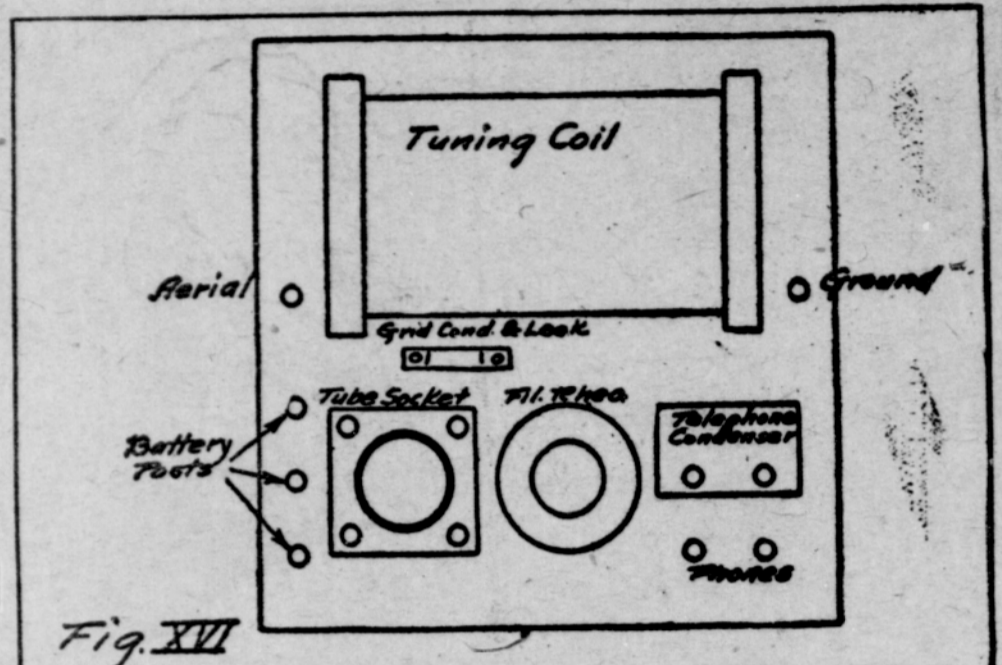 Tuning Coil
Aerial
Ground
Grid Cond. & Leak
Tube Socket
Fil. Rheo.
Telephone
Condenser
Battery
Posts
Phones
Fig. XVI